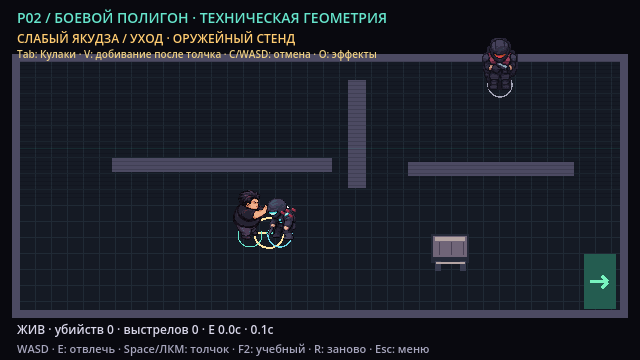 P02 / БОЕВОЙ ПОЛИГОН · ТЕХНИЧЕСКАЯ ГЕОМЕТРИЯ
СЛАБЫЙ ЯКУДЗА / УХОД · ОРУЖЕЙНЫЙ СТЕНД
Tab: Кулаки · V: добивание после толчка · C/WASD: отмена · O: эффекты
ЖИВ · убийств 0 · выстрелов 0 · E 0.0с · 0.1с
WASD · E: отвлечь · Space/ЛКМ: толчок · F2: учебный · R: заново · Esc: меню